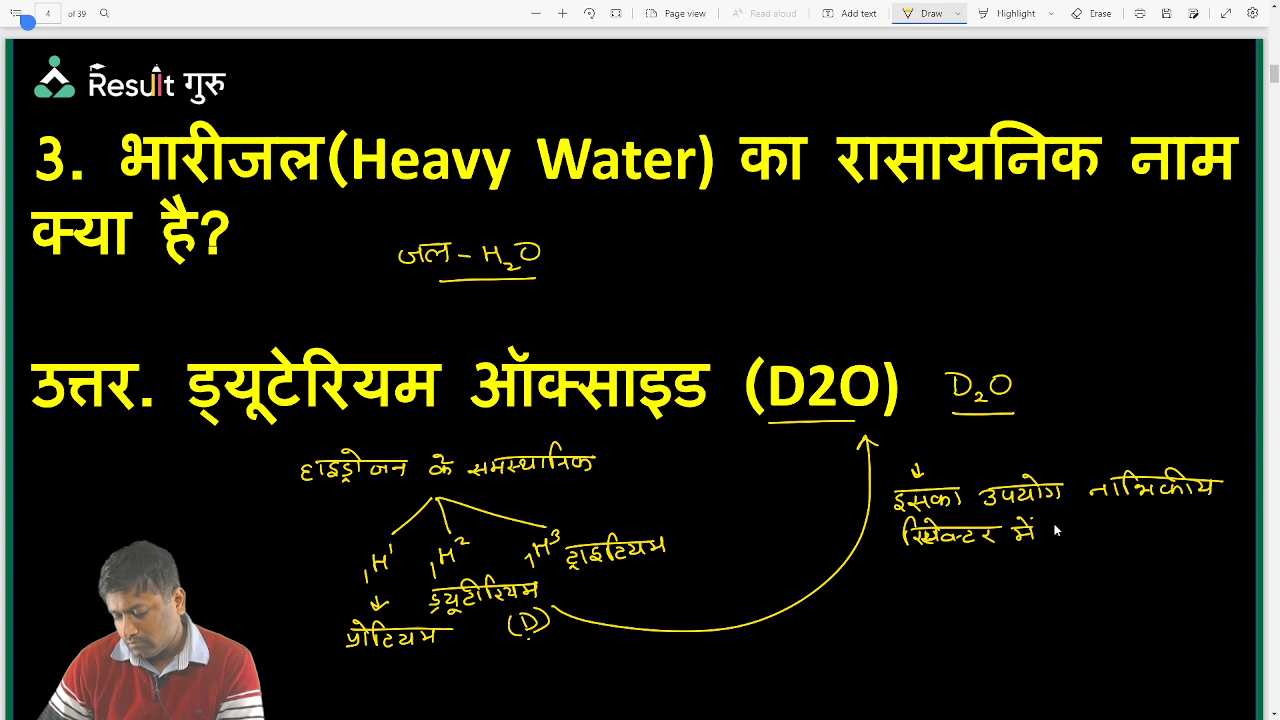 4 of 39
Page view
Read aloud
Add text
Draw
Highlight
Erase
Result गुरु
3. भारीजल(Heavy Water) का रासायनिक नाम
क्या है?
जल - H₂O
उत्तर. ड्यूटेरियम ऑक्साइड (D2O)
D₂O
हाइड्रोजन के समस्थानिक
₁H¹
₁H²
₁H³ ट्राइटियम
ड्यूटीरियम
(D)
प्रोटियम
इसका उपयोग नाभिकीय
रिएक्टर में